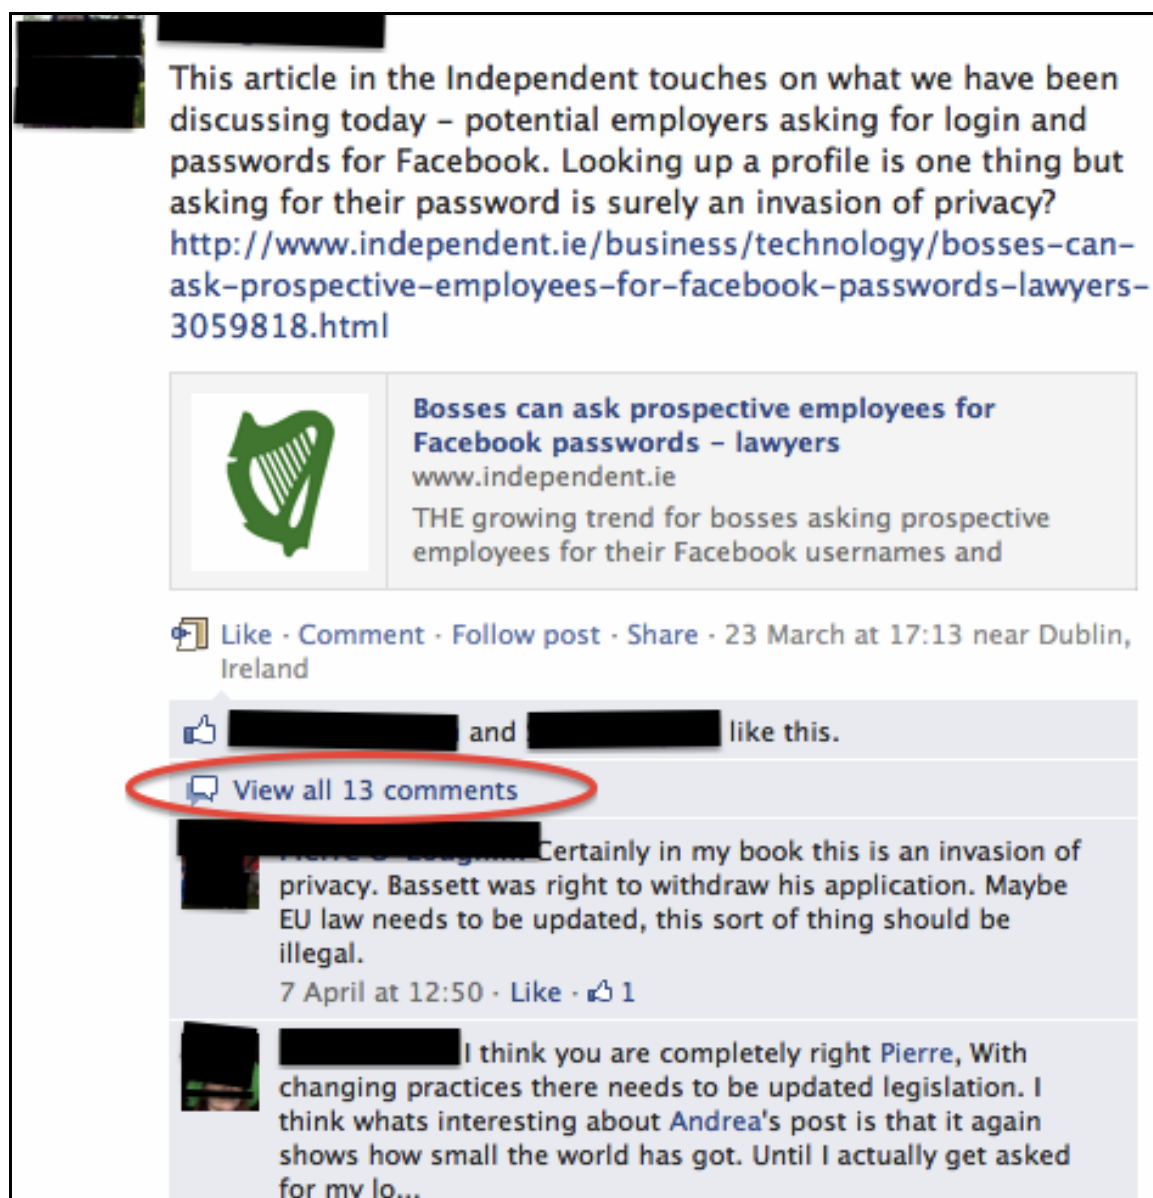 This article in the Independent touches on what we have been
discussing today – potential employers asking for login and
passwords for Facebook. Looking up a profile is one thing but
asking for their password is surely an invasion of privacy?
http://www.independent.ie/business/technology/bosses-can-
ask-prospective-employees-for-facebook-passwords-lawyers-
3059818.html
Bosses can ask prospective employees for
Facebook passwords – lawyers
www.independent.ie
THE growing trend for bosses asking prospective
employees for their Facebook usernames and
Like · Comment · Follow post · Share · 23 March at 17:13 near Dublin,
Ireland
and like this.
View all 13 comments
Certainly in my book this is an invasion of
privacy. Bassett was right to withdraw his application. Maybe
EU law needs to be updated, this sort of thing should be
illegal.
7 April at 12:50 · Like · 1
I think you are completely right Pierre, With
changing practices there needs to be updated legislation. I
think whats interesting about Andrea's post is that it again
shows how small the world has got. Until I actually get asked
for my lo...